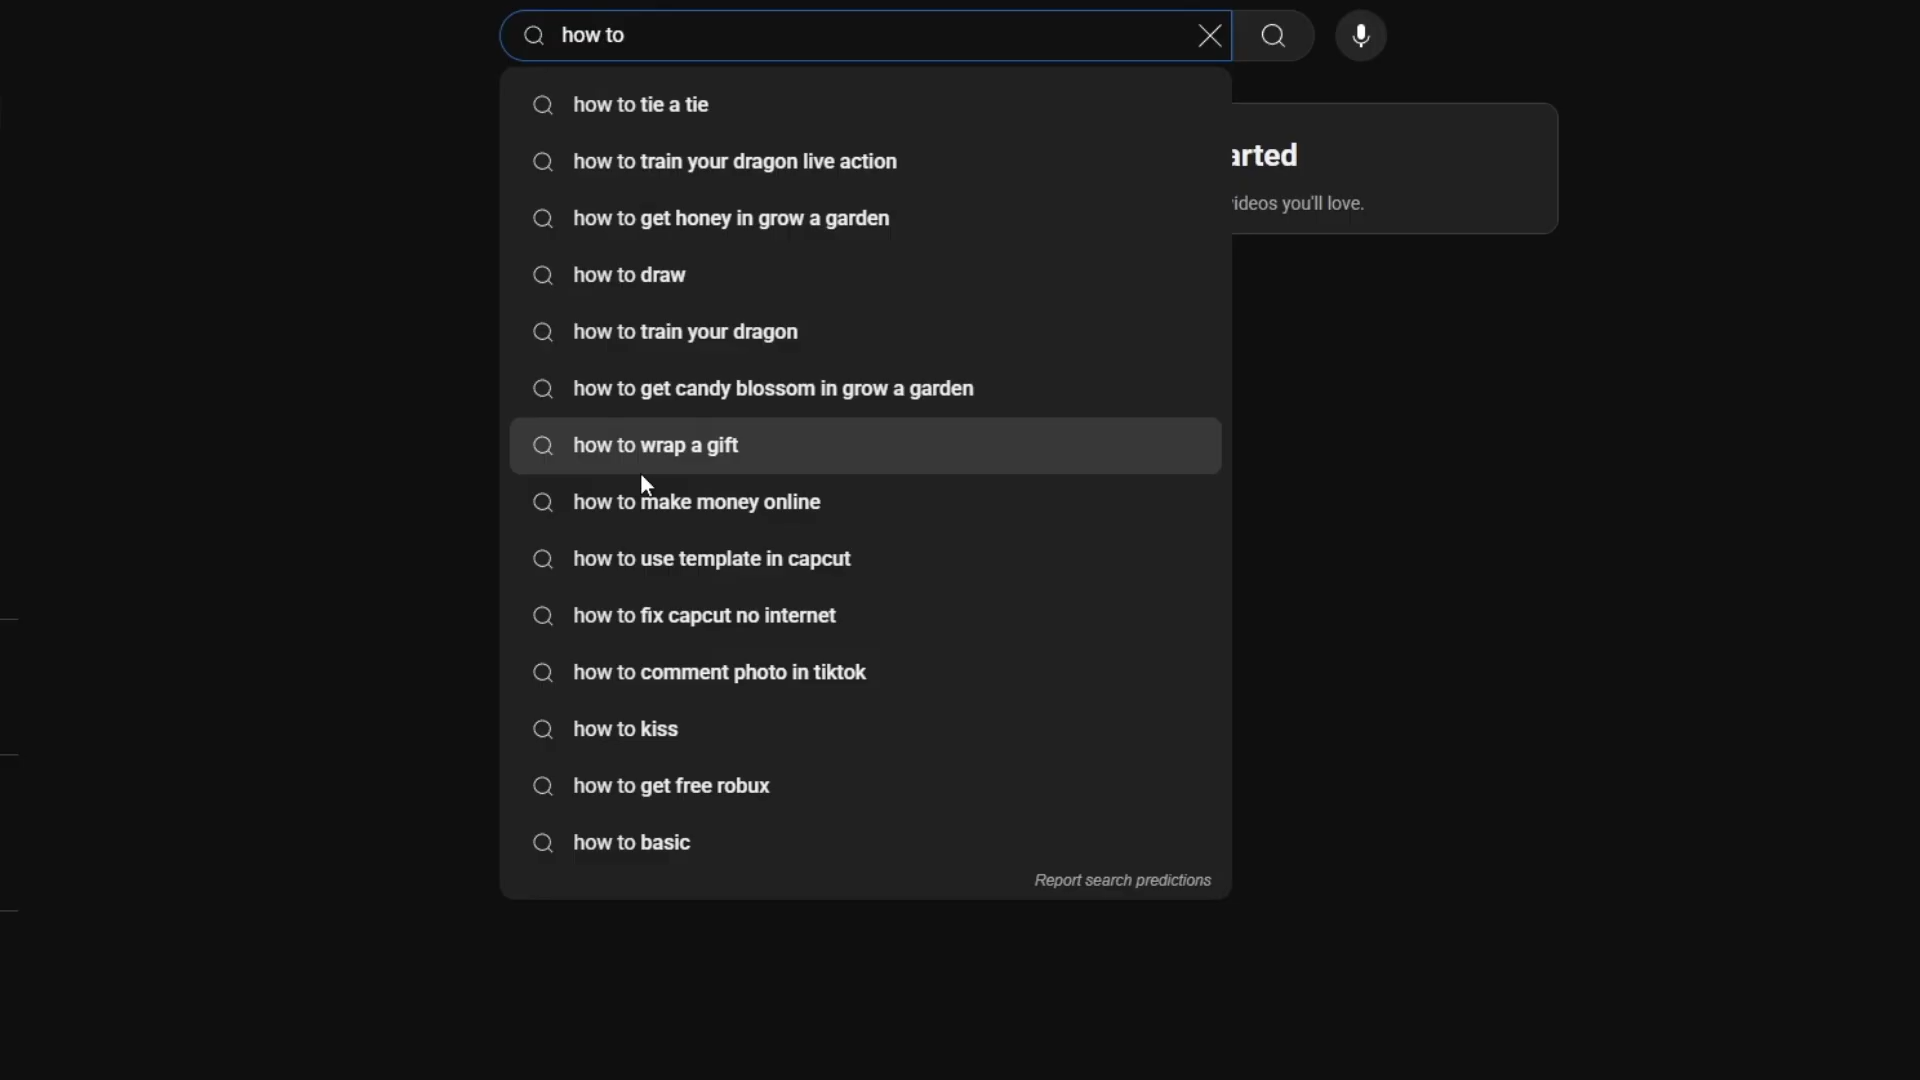 how to
how to tie a tie
how to train your dragon live action
arted
ideos you'll love.
how to get honey in grow a garden
how to draw
how to train your dragon
how to get candy blossom in grow a garden
how to wrap a gift
how to make money online
how to use template in capcut
how to fix capcut no internet
how to comment photo in tiktok
how to kiss
how to get free robux
how to basic
Report search predictions